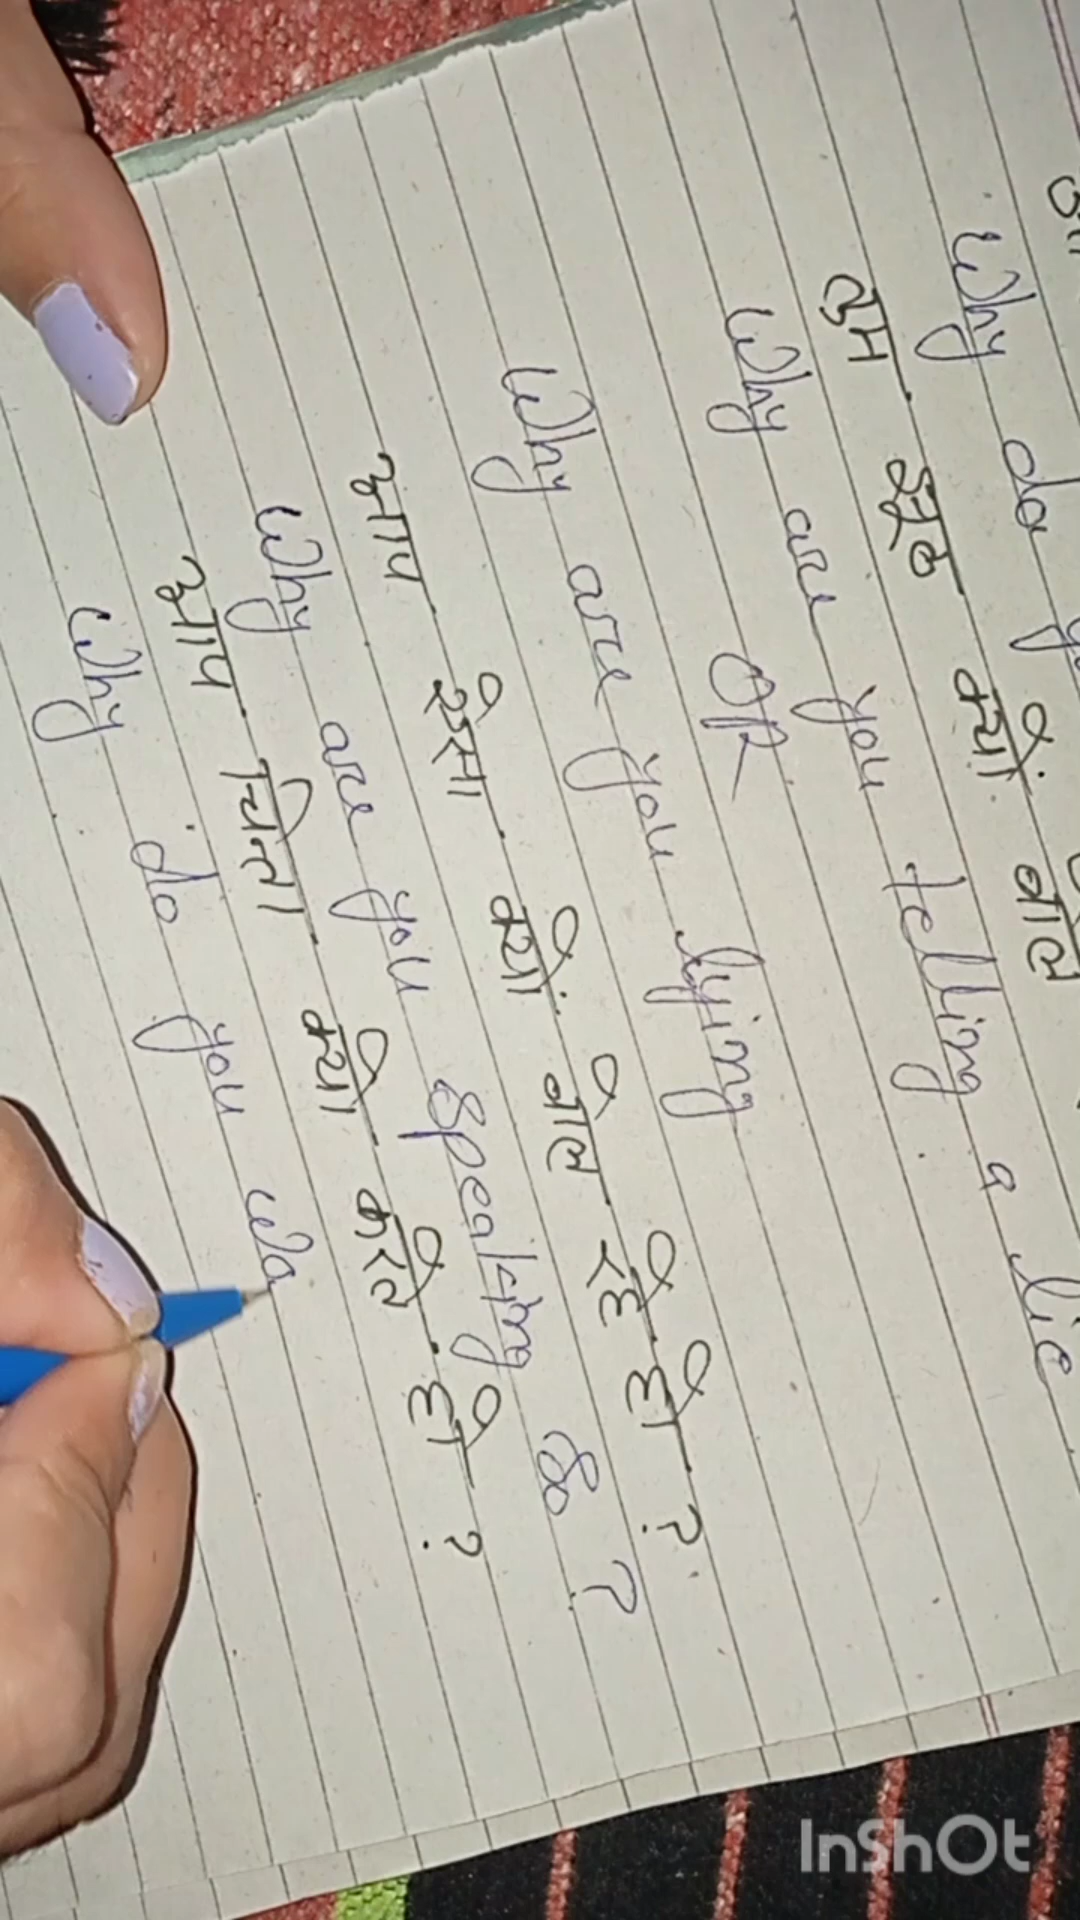 Why do
तुम झूठ क्यों बोल
Why are you telling a lie
OR
Why are you lying
आप ऐसा क्यों बोल रहे हो ?
Why are you speaking so ?
आप चिंता क्यों करते हो ?
Why do you wo
InShOt